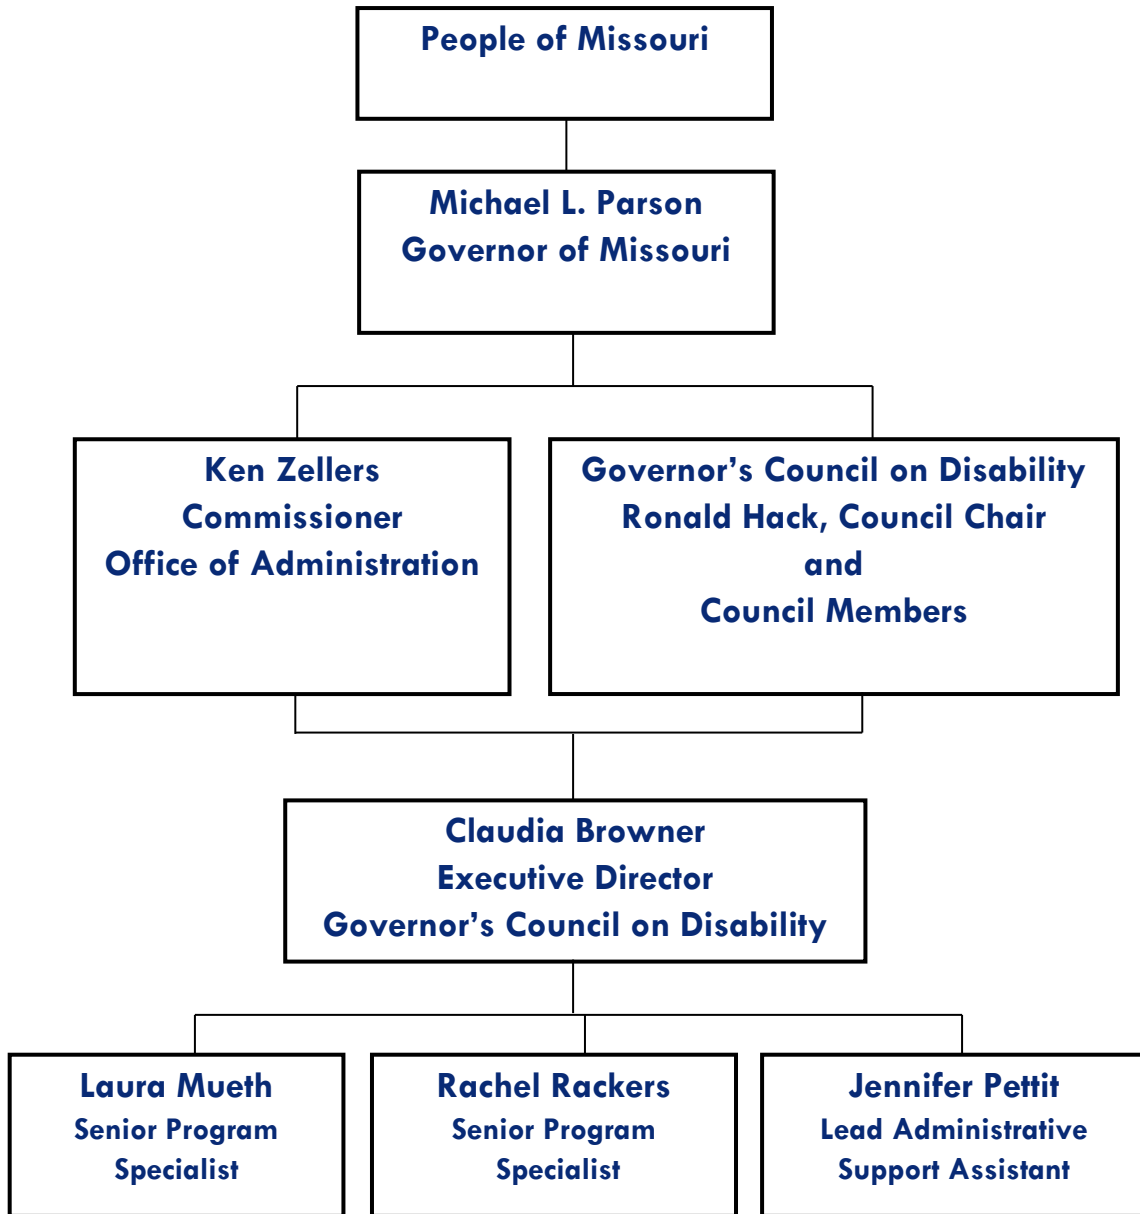 People of Missouri
Michael L. Parson
Governor of Missouri
Ken Zellers
Commissioner
Office of Administration
Governor’s Council on Disability
Ronald Hack, Council Chair
and
Council Members
Claudia Browner
Executive Director
Governor’s Council on Disability
Laura Mueth
Senior Program
Specialist
Rachel Rackers
Senior Program
Specialist
Jennifer Pettit
Lead Administrative
Support Assistant